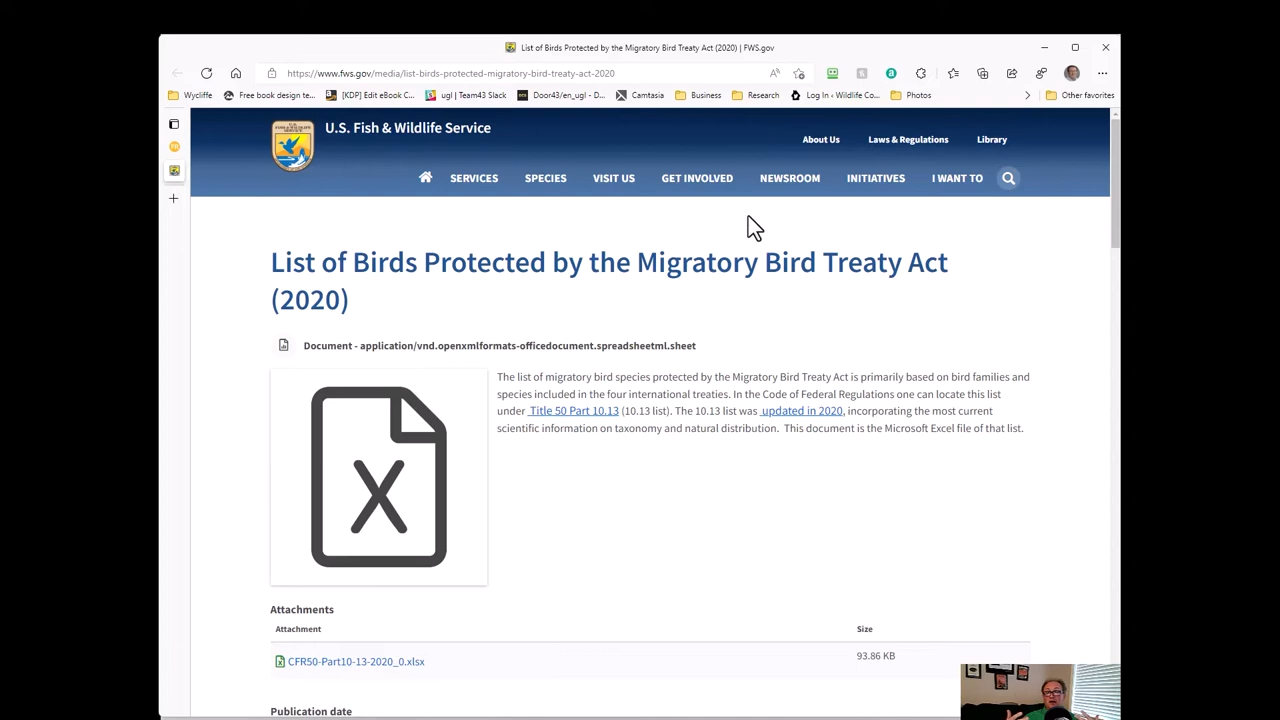 List of Birds Protected by the Migratory Bird Treaty Act (2020) | FWS.gov
https://www.fws.gov/media/list-birds-protected-migratory-bird-treaty-act-2020
Wycliffe
Free book design te...
[KDP] Edit eBook C...
ugl | Team43 Slack
Door43/en_ugl - D...
Camtasia
Business
Research
Log In ‹ Wildlife Co...
Photos
Other favorites
U.S. Fish & Wildlife Service
About Us
Laws & Regulations
Library
SERVICES
SPECIES
VISIT US
GET INVOLVED
NEWSROOM
INITIATIVES
I WANT TO
List of Birds Protected by the Migratory Bird Treaty Act
(2020)
Document - application/vnd.openxmlformats-officedocument.spreadsheetml.sheet
X
The list of migratory bird species protected by the Migratory Bird Treaty Act is primarily based on bird families and
species included in the four international treaties. In the Code of Federal Regulations one can locate this list
under Title 50 Part 10.13 (10.13 list). The 10.13 list was updated in 2020, incorporating the most current
scientific information on taxonomy and natural distribution. This document is the Microsoft Excel file of that list.
Attachments
Attachment
Size
CFR50-Part10-13-2020_0.xlsx
93.86 KB
Publication date